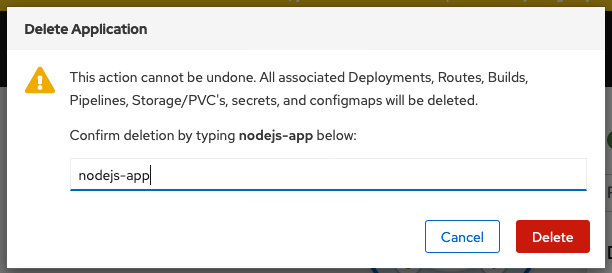 Delete Application
This action cannot be undone. All associated Deployments, Routes, Builds,
Pipelines, Storage/PVC's, secrets, and configmaps will be deleted.
Confirm deletion by typing nodejs-app below:
nodejs-app
Cancel
Delete